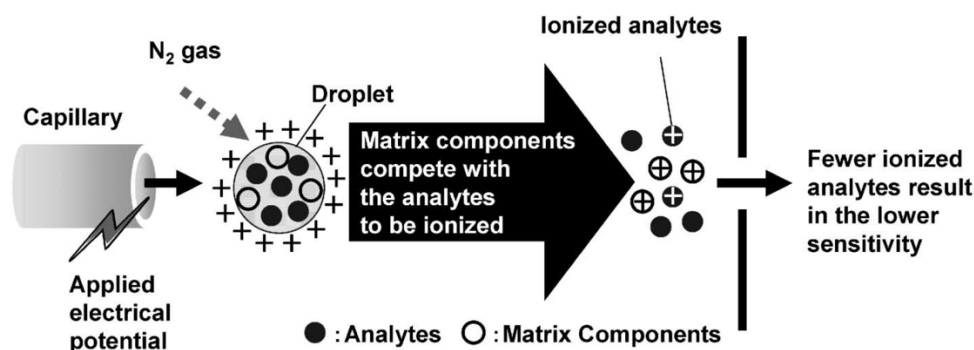 Ionized analytes
N₂ gas
Droplet
Capillary
Matrix components
compete with
the analytes
to be ionized
Fewer ionized
analytes result
in the lower
sensitivity
Applied
electrical
potential
: Analytes : Matrix Components